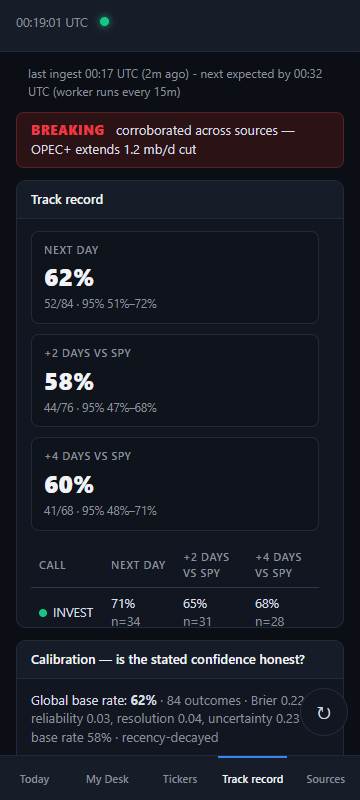 00:19:01 UTC
last ingest 00:17 UTC (2m ago) - next expected by 00:32
UTC (worker runs every 15m)
BREAKING corroborated across sources —
OPEC+ extends 1.2 mb/d cut
Track record
NEXT DAY
62%
52/84 · 95% 51%–72%
+2 DAYS VS SPY
58%
44/76 · 95% 47%–68%
+4 DAYS VS SPY
60%
41/68 · 95% 48%–71%
CALL NEXT DAY +2 DAYS VS SPY +4 DAYS VS SPY
INVEST 71% n=34 65% n=31 68% n=28
Calibration — is the stated confidence honest?
Global base rate: 62% · 84 outcomes · Brier 0.22
reliability 0.03, resolution 0.04, uncertainty 0.23
base rate 58% · recency-decayed
Today My Desk Tickers Track record Sources